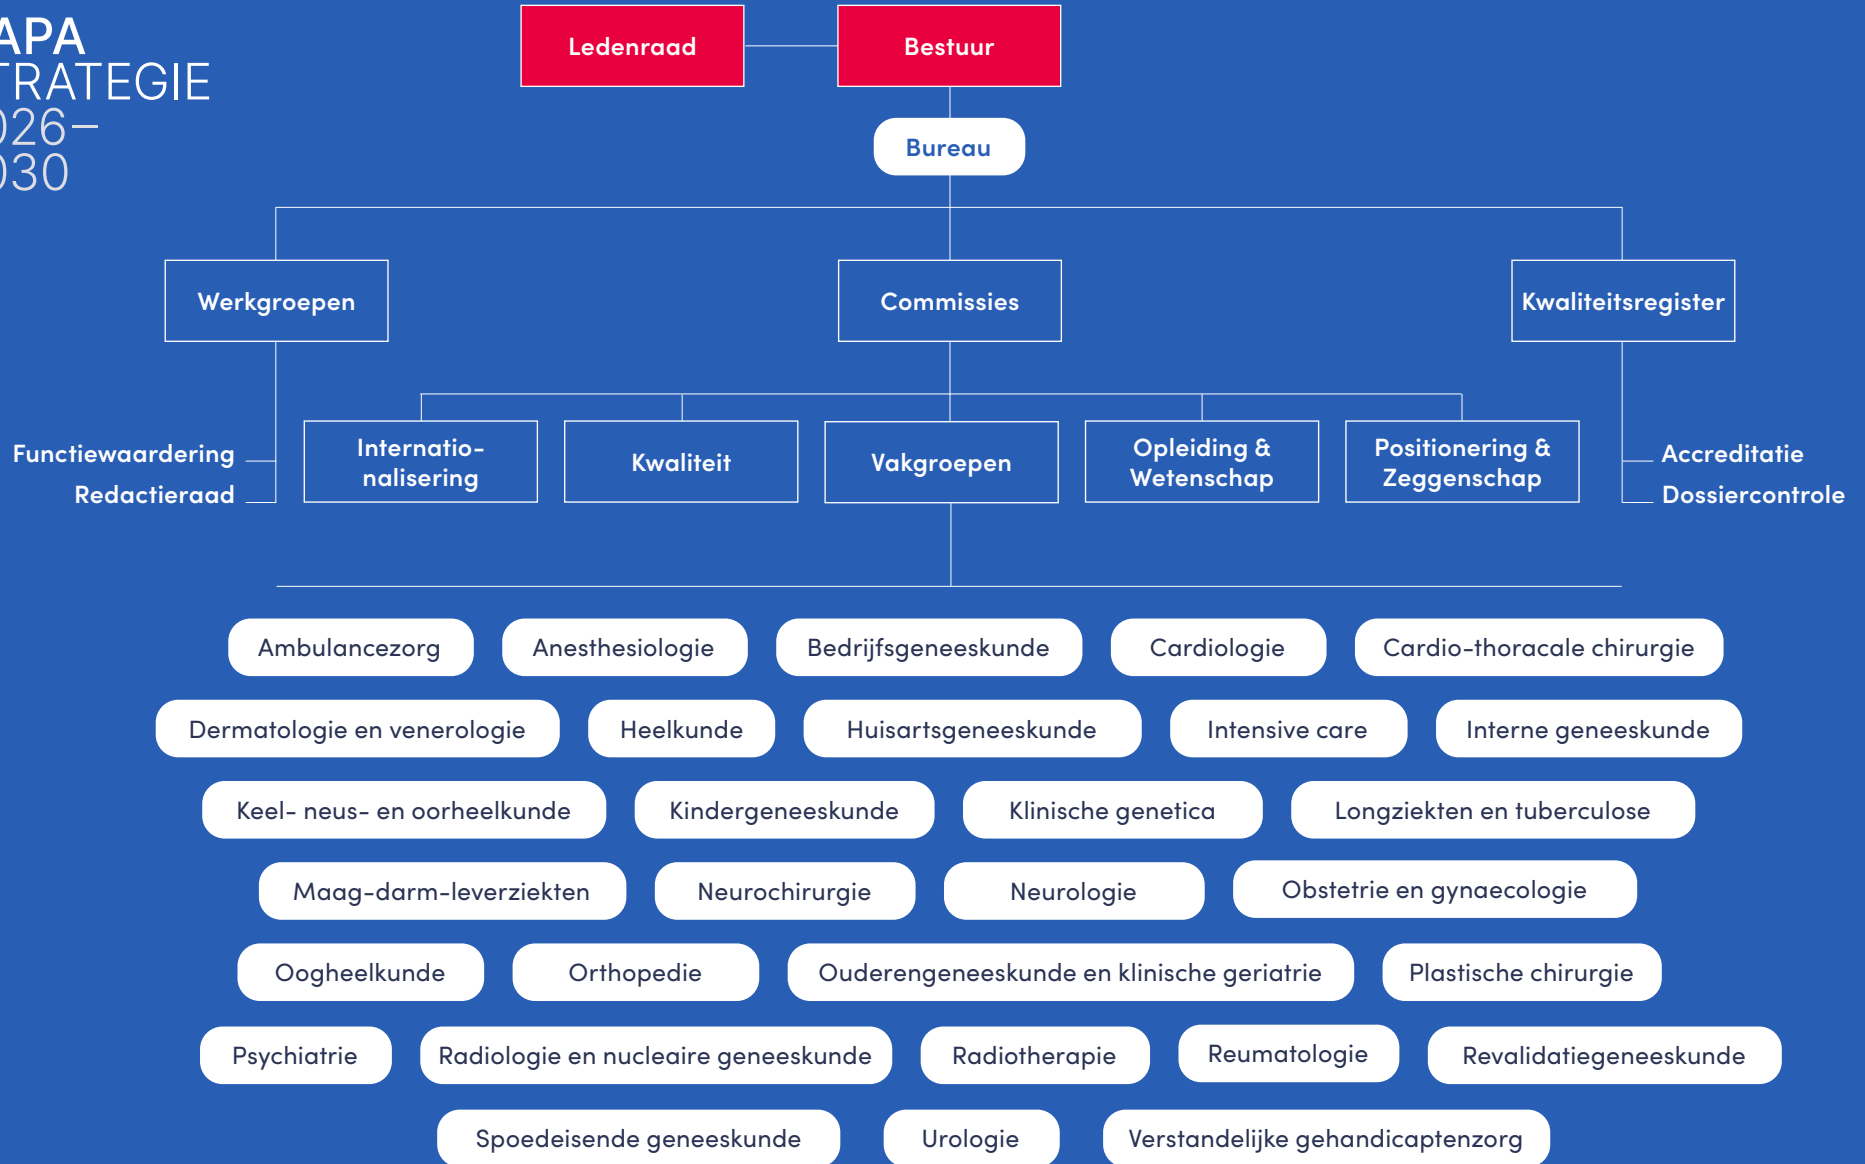 APA
TRATEGIE
026–
030
Ledenraad
Bestuur
Bureau
Werkgroepen
Commissies
Kwaliteitsregister
Functiewaardering
Redactieraad
Internatio-
nalisering
Kwaliteit
Vakgroepen
Opleiding &
Wetenschap
Positionering &
Zeggenschap
Accreditatie
Dossiercontrole
Ambulancezorg
Anesthesiologie
Bedrijfsgeneeskunde
Cardiologie
Cardio-thoracale chirurgie
Dermatologie en venerologie
Heelkunde
Huisartsgeneeskunde
Intensive care
Interne geneeskunde
Keel- neus- en oorheelkunde
Kindergeneeskunde
Klinische genetica
Longziekten en tuberculose
Maag-darm-leverziekten
Neurochirurgie
Neurologie
Obstetrie en gynaecologie
Oogheelkunde
Orthopedie
Ouderengeneeskunde en klinische geriatrie
Plastische chirurgie
Psychiatrie
Radiologie en nucleaire geneeskunde
Radiotherapie
Reumatologie
Revalidatiegeneeskunde
Spoedeisende geneeskunde
Urologie
Verstandelijke gehandicaptenzorg